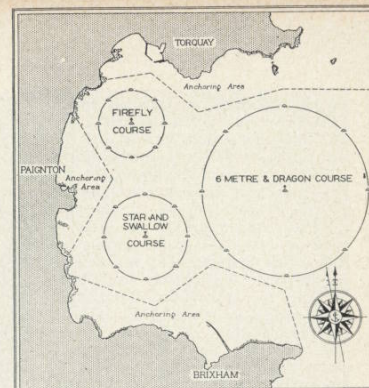 TORQUAY
Anchoring Area
FIREFLY
COURSE
PAIGNTON
Anchoring
Area
6 METRE & DRAGON COURSE
STAR AND
SWALLOW
COURSE
Anchoring Area
BRIXHAM